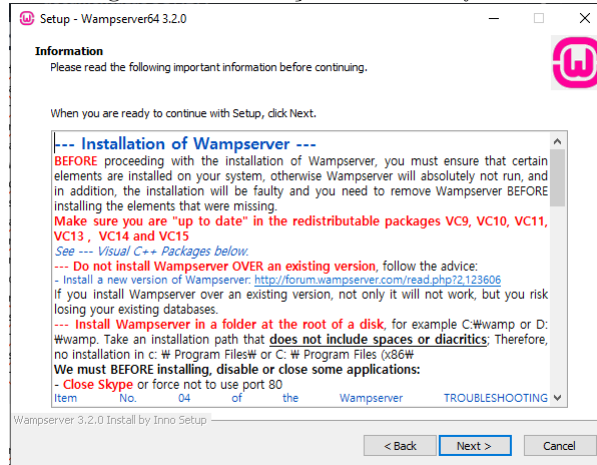 Setup - Wampserver64 3.2.0
Information
Please read the following important information before continuing.
When you are ready to continue with Setup, click Next.
--- Installation of Wampserver ---
BEFORE proceeding with the installation of Wampserver, you must ensure that certain
elements are installed on your system, otherwise Wampserver will absolutely not run, and
in addition, the installation will be faulty and you need to remove Wampserver BEFORE
installing the elements that were missing.
Make sure you are "up to date" in the redistributable packages VC9, VC10, VC11,
VC13 , VC14 and VC15
See --- Visual C++ Packages below.
--- Do not install Wampserver OVER an existing version, follow the advice:
- Install a new version of Wampserver: http://forum.wampserver.com/read.php?2,123606
If you install Wampserver over an existing version, not only it will not work, but you risk
losing your existing databases.
--- Install Wampserver in a folder at the root of a disk, for example C:₩wamp or D:
₩wamp. Take an installation path that does not include spaces or diacritics; Therefore,
no installation in c: ₩ Program Files₩ or C: ₩ Program Files (x86₩
We must BEFORE installing, disable or close some applications:
- Close Skype or force not to use port 80
Item No. 04 of the Wampserver TROUBLESHOOTING
Wampserver 3.2.0 Install by Inno Setup
< Back Next > Cancel